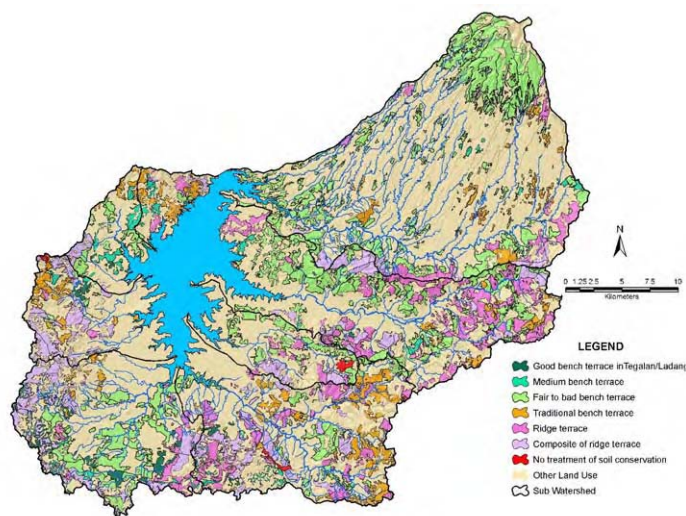 N
0 1.25 2.5 5 7.5 10
Kilometers
LEGEND
Good bench terrace inTegalan/Ladang
Medium bench terrace
Fair to bad bench terrace
Traditional bench terrace
Ridge terrace
Composite of ridge terrace
No treatment of soil conservation
Other Land Use
Sub Watershed